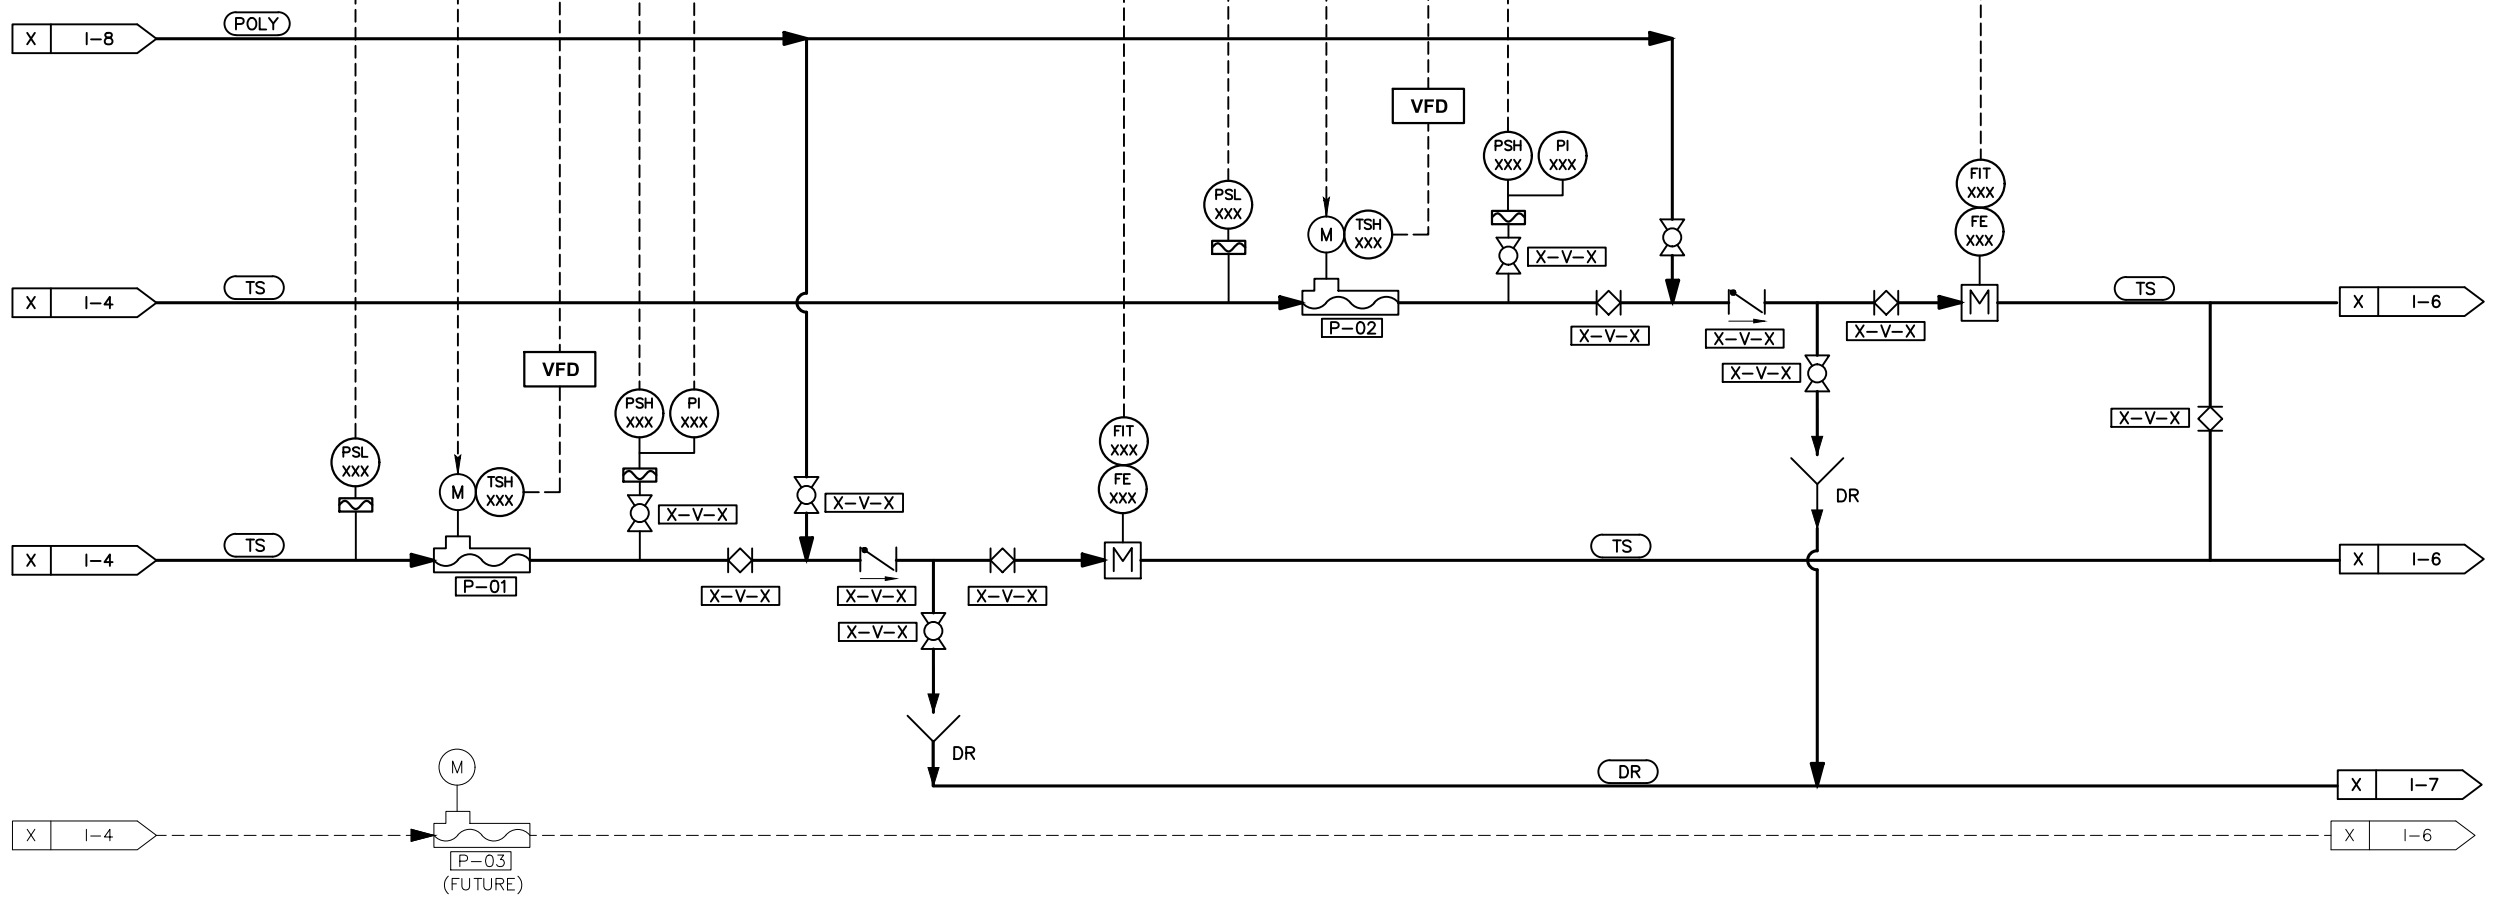 X I-8
POLY
VFD
PSH
XXX
PI
XXX
FIT
XXX
FE
XXX
PSL
XXX
M
TSH
XXX
X-V-X
X I-4
TS
TS
X I-6
M
P-02
X-V-X
X-V-X
X-V-X
X-V-X
VFD
PSH
XXX
PI
XXX
X-V-X
PSL
XXX
M
TSH
XXX
FIT
XXX
FE
XXX
X-V-X
X-V-X
DR
X I-4
TS
TS
X I-6
M
P-01
X-V-X
X-V-X
X-V-X
X-V-X
DR
M
DR
X I-7
X I-4
X I-6
P-03
(FUTURE)